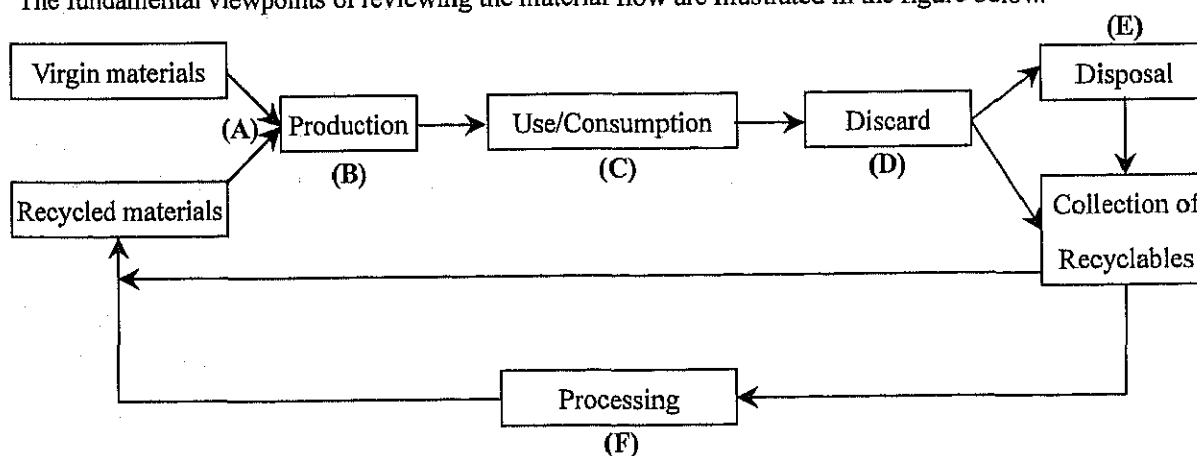 The fundamental viewpoints of reviewing the material flow are illustrated in the figure below.
(E)
Virgin materials
Disposal
(A)
Production
Use/Consumption
Discard
(B)
(C)
(D)
Recycled materials
Collection of
Recyclables
Processing
(F)